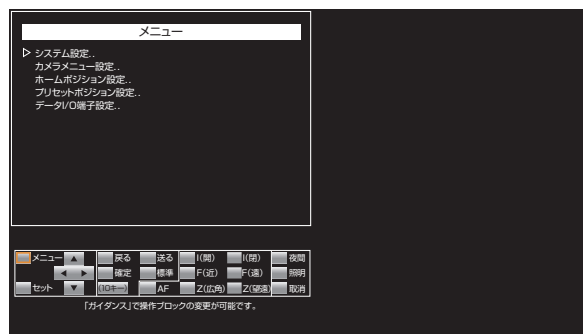 メニュー
システム設定..
カメラメニュー設定..
ホームポジション設定..
プリセットポジション設定..
データI/O端子設定..
メニュー ▲ 戻る 送る I(開) I(閉) 夜間
◀ ▶ 確定 標準 F(近) F(遠) 照明
セット ▼ (10キー) AF Z(広角) Z(望遠) 取消
「ガイダンス」で操作ブロックの変更が可能です。